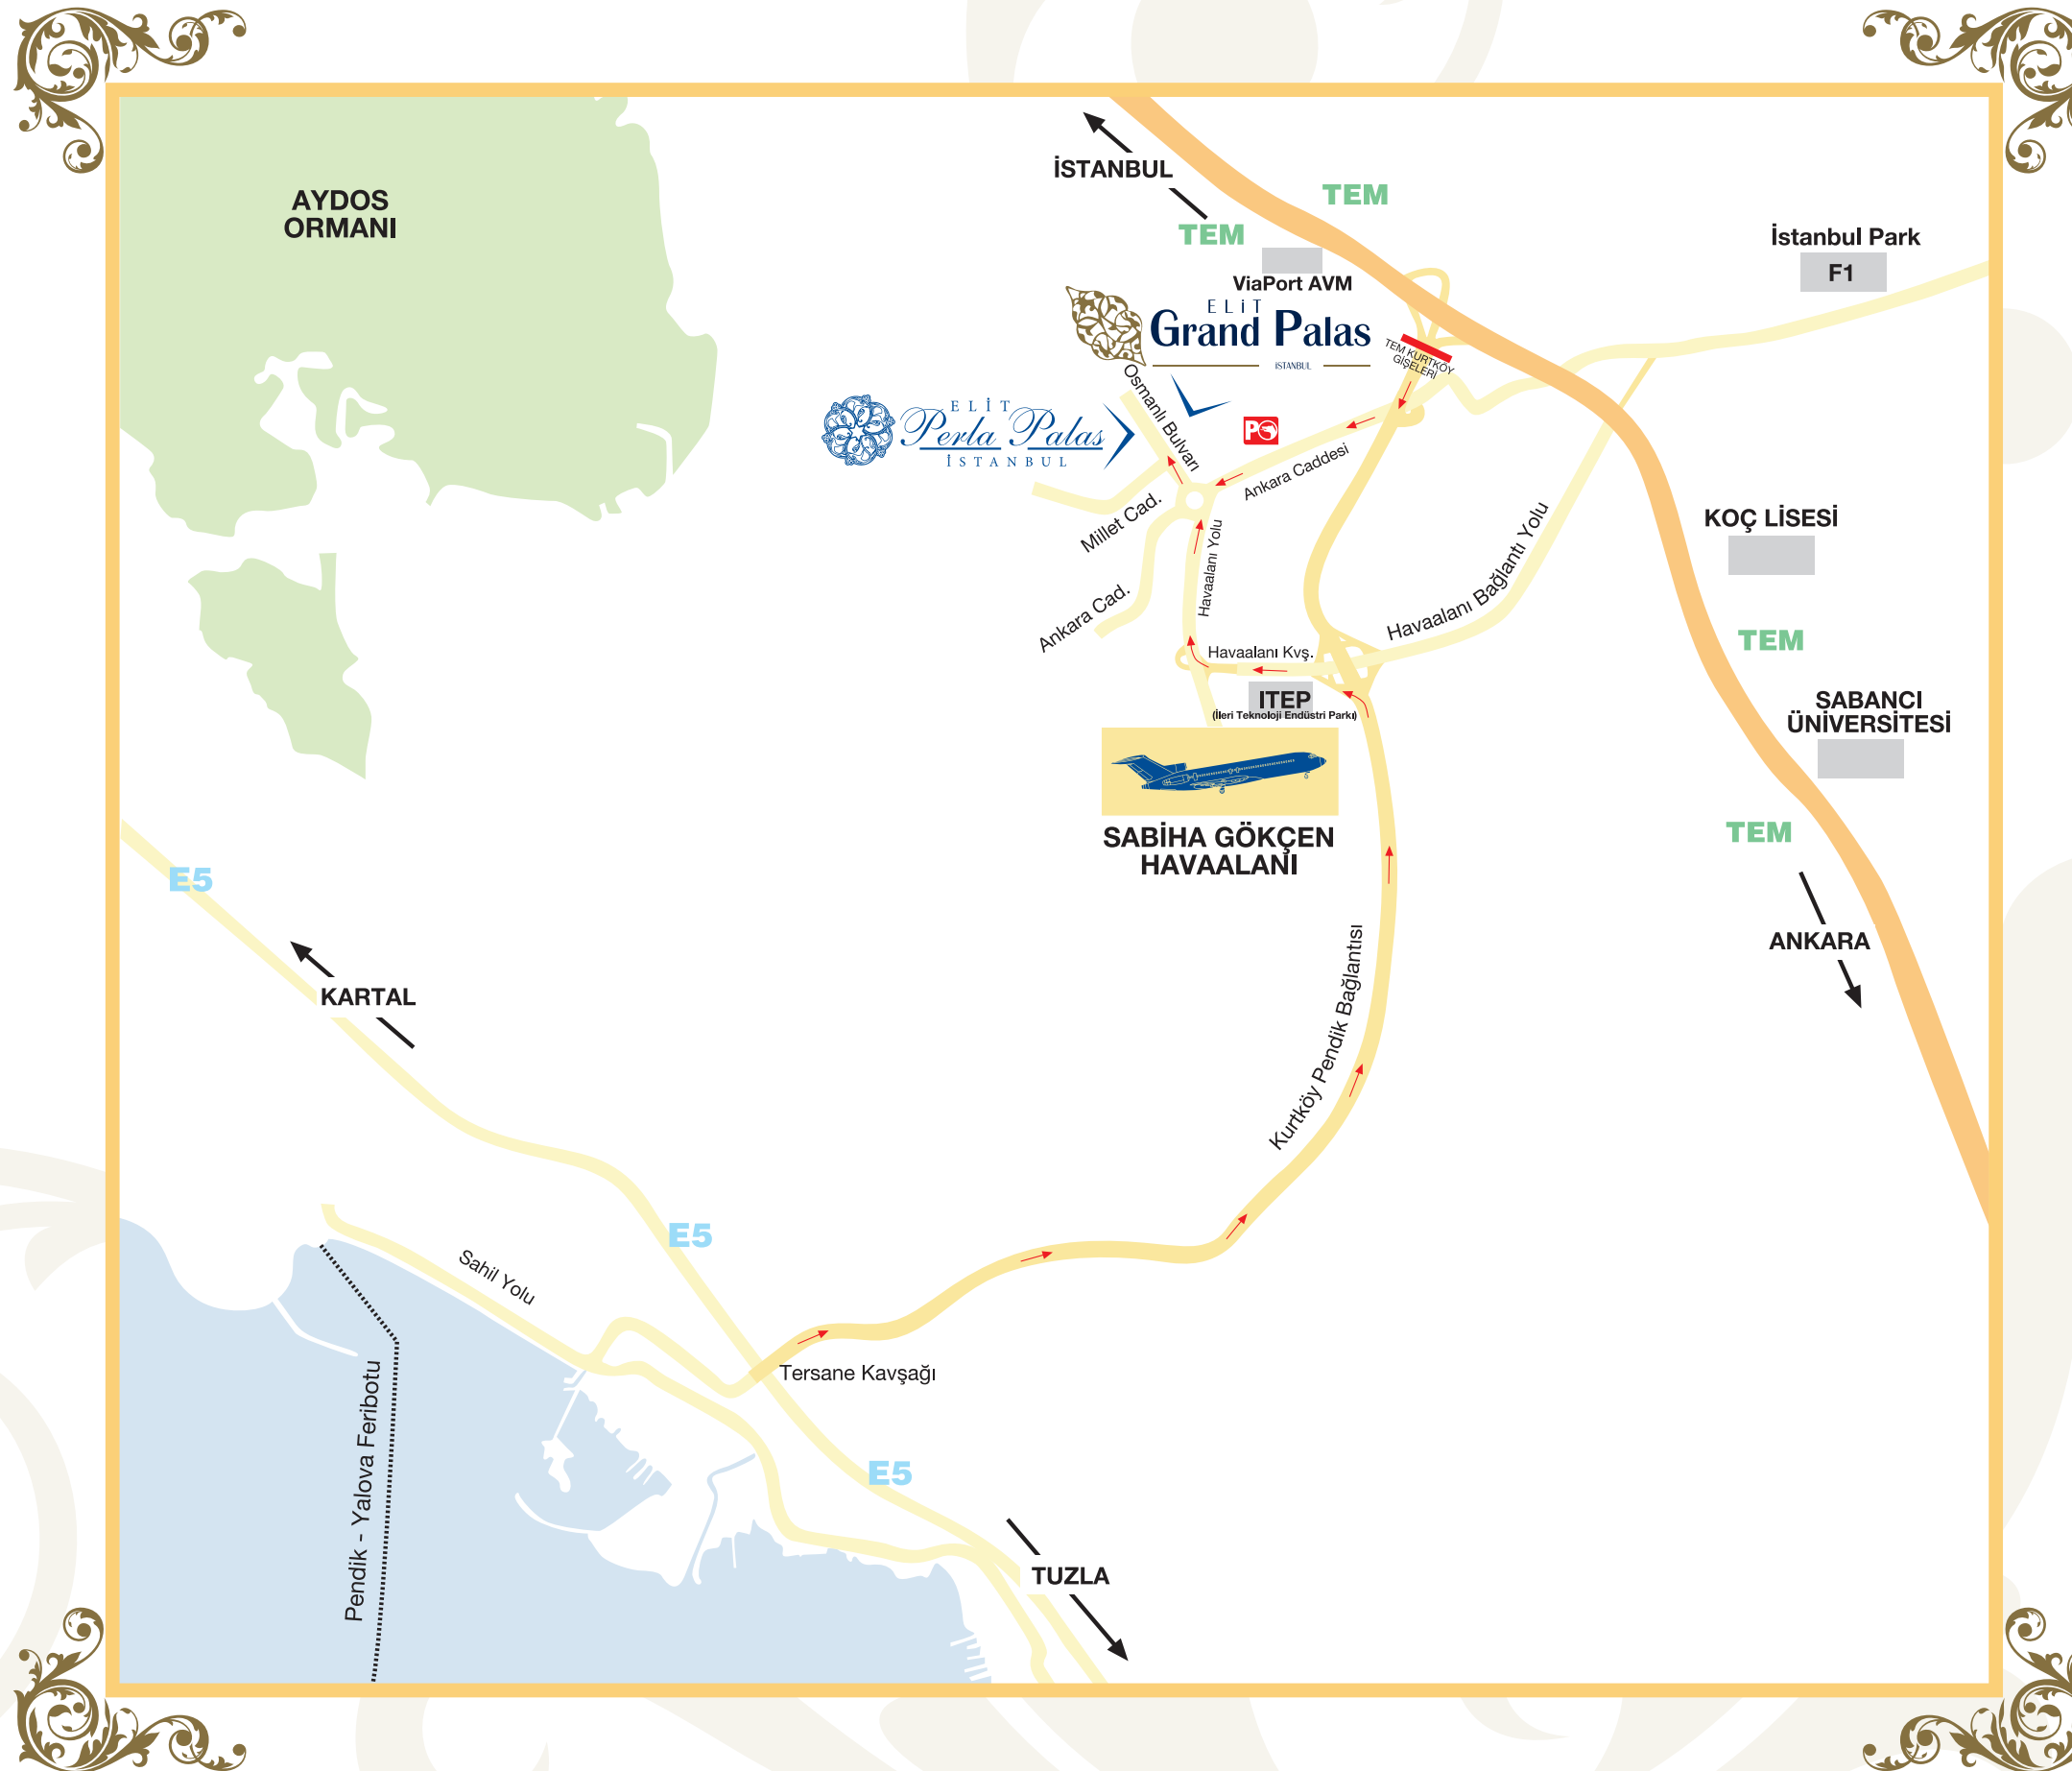 AYDOS
ORMANI
İSTANBUL
TEM
TEM
ViaPort AVM
İstanbul Park
F1
ELİT
Grand Palas
İSTANBUL
TEM KURTKÖY
GİŞELERİ
ELİT
Perla Palas
İSTANBUL
Osmanlı Bulvarı
PO
Ankara Caddesi
Millet Cad.
Ankara Cad.
Havaalanı Yolu
Havaalanı Bağlantı Yolu
Havaalanı Kvş.
ITEP
(İleri Teknoloji Endüstri Parkı)
SABİHA GÖKÇEN
HAVAALANI
KOÇ LİSESİ
TEM
SABANCI
ÜNİVERSİTESİ
TEM
ANKARA
E5
KARTAL
Kurtköy Pendik Bağlantısı
E5
Sahil Yolu
Tersane Kavşağı
Pendik - Yalova Feribotu
E5
TUZLA